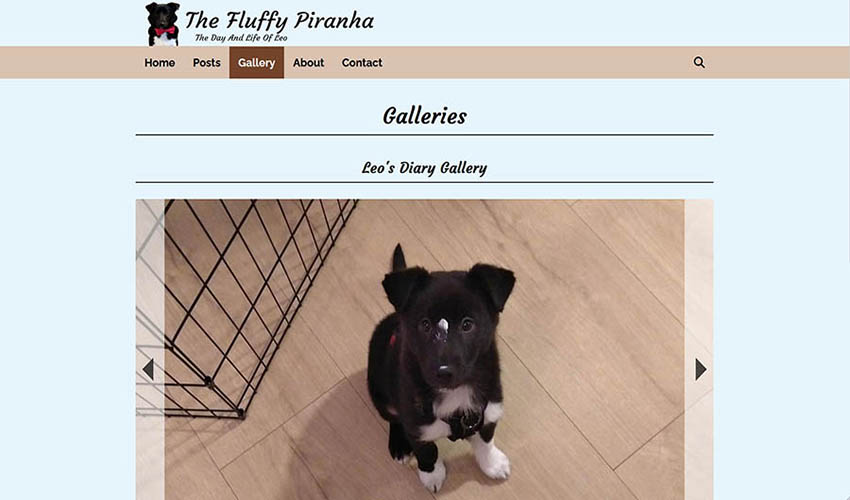 The Fluffy Piranha
The Day And Life Of Leo
Home Posts Gallery About Contact
Galleries
Leo's Diary Gallery